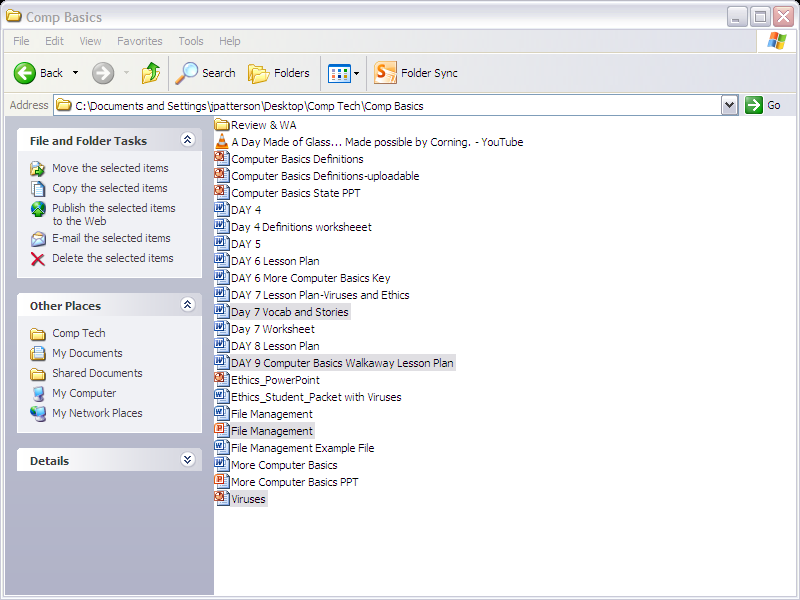 Comp Basics
File Edit View Favorites Tools Help
Back Search Folders Folder Sync
Address C:\Documents and Settings\jpatterson\Desktop\Comp Tech\Comp Basics Go
File and Folder Tasks
Move the selected items
Copy the selected items
Publish the selected items
to the Web
E-mail the selected items
Delete the selected items
Other Places
Comp Tech
My Documents
Shared Documents
My Computer
My Network Places
Details
Review & WA
A Day Made of Glass... Made possible by Corning. - YouTube
Computer Basics Definitions
Computer Basics Definitions-uploadable
Computer Basics State PPT
DAY 4
Day 4 Definitions worksheeet
DAY 5
DAY 6 Lesson Plan
DAY 6 More Computer Basics Key
DAY 7 Lesson Plan-Viruses and Ethics
Day 7 Vocab and Stories
Day 7 Worksheet
DAY 8 Lesson Plan
DAY 9 Computer Basics Walkaway Lesson Plan
Ethics_PowerPoint
Ethics_Student_Packet with Viruses
File Management
File Management
File Management Example File
More Computer Basics
More Computer Basics PPT
Viruses